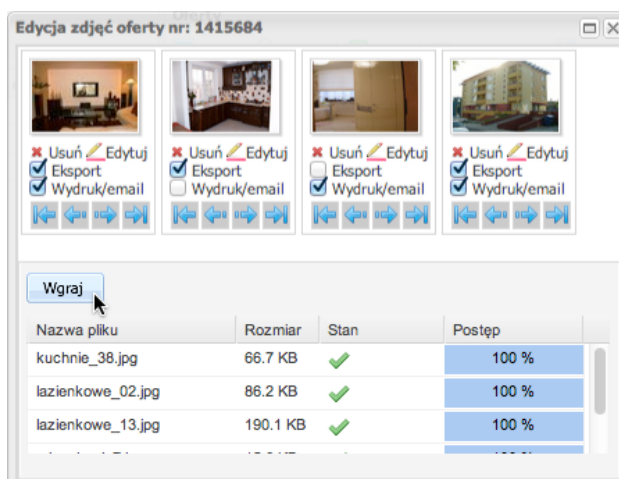 Edycja zdjęć oferty nr: 1415684
Usuń Edytuj Usuń Edytuj Usuń Edytuj Usuń Edytuj
Eksport Eksport Eksport Eksport
Wydruk/email Wydruk/email Wydruk/email Wydruk/email
Wgraj
Nazwa pliku Rozmiar Stan Postęp
kuchnie_38.jpg 66.7 KB 100 %
lazienkowe_02.jpg 86.2 KB 100 %
lazienkowe_13.jpg 190.1 KB 100 %